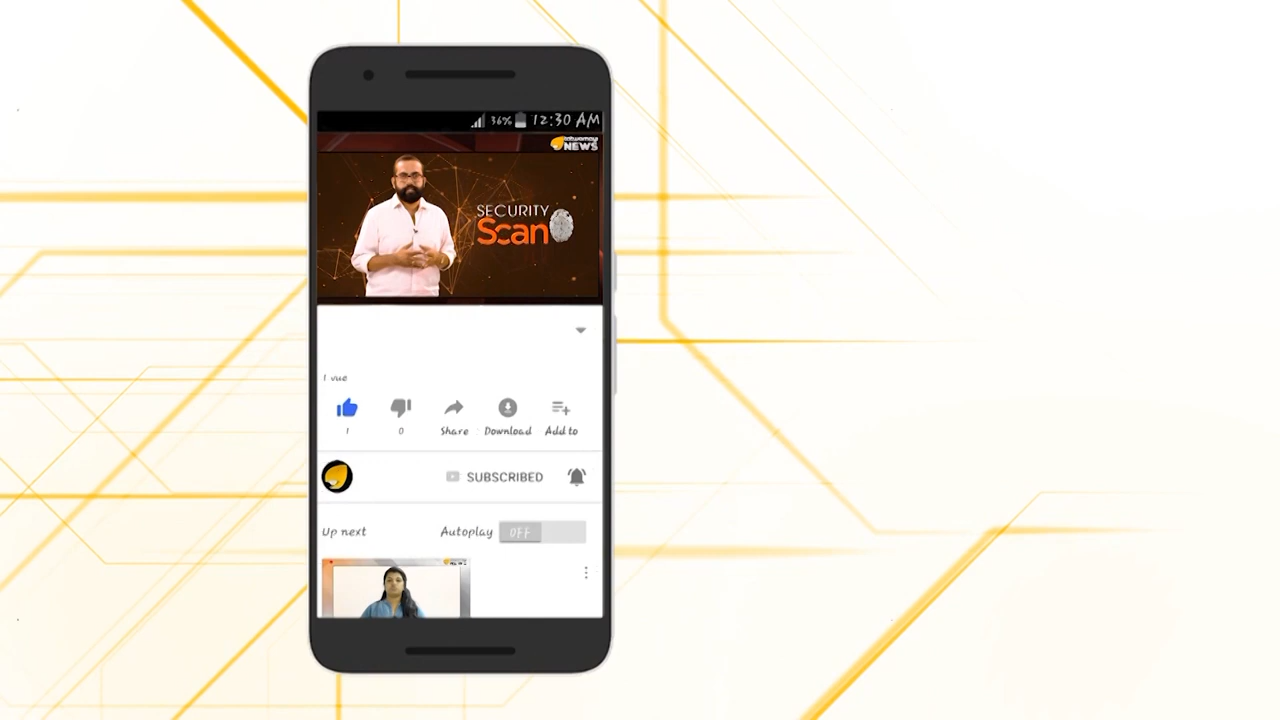 36% 12:30 AM
tatwamayi
NEWS
SECURITY
Scan
1 vue
1 0 Share Download Add to
SUBSCRIBED
Up next Autoplay OFF